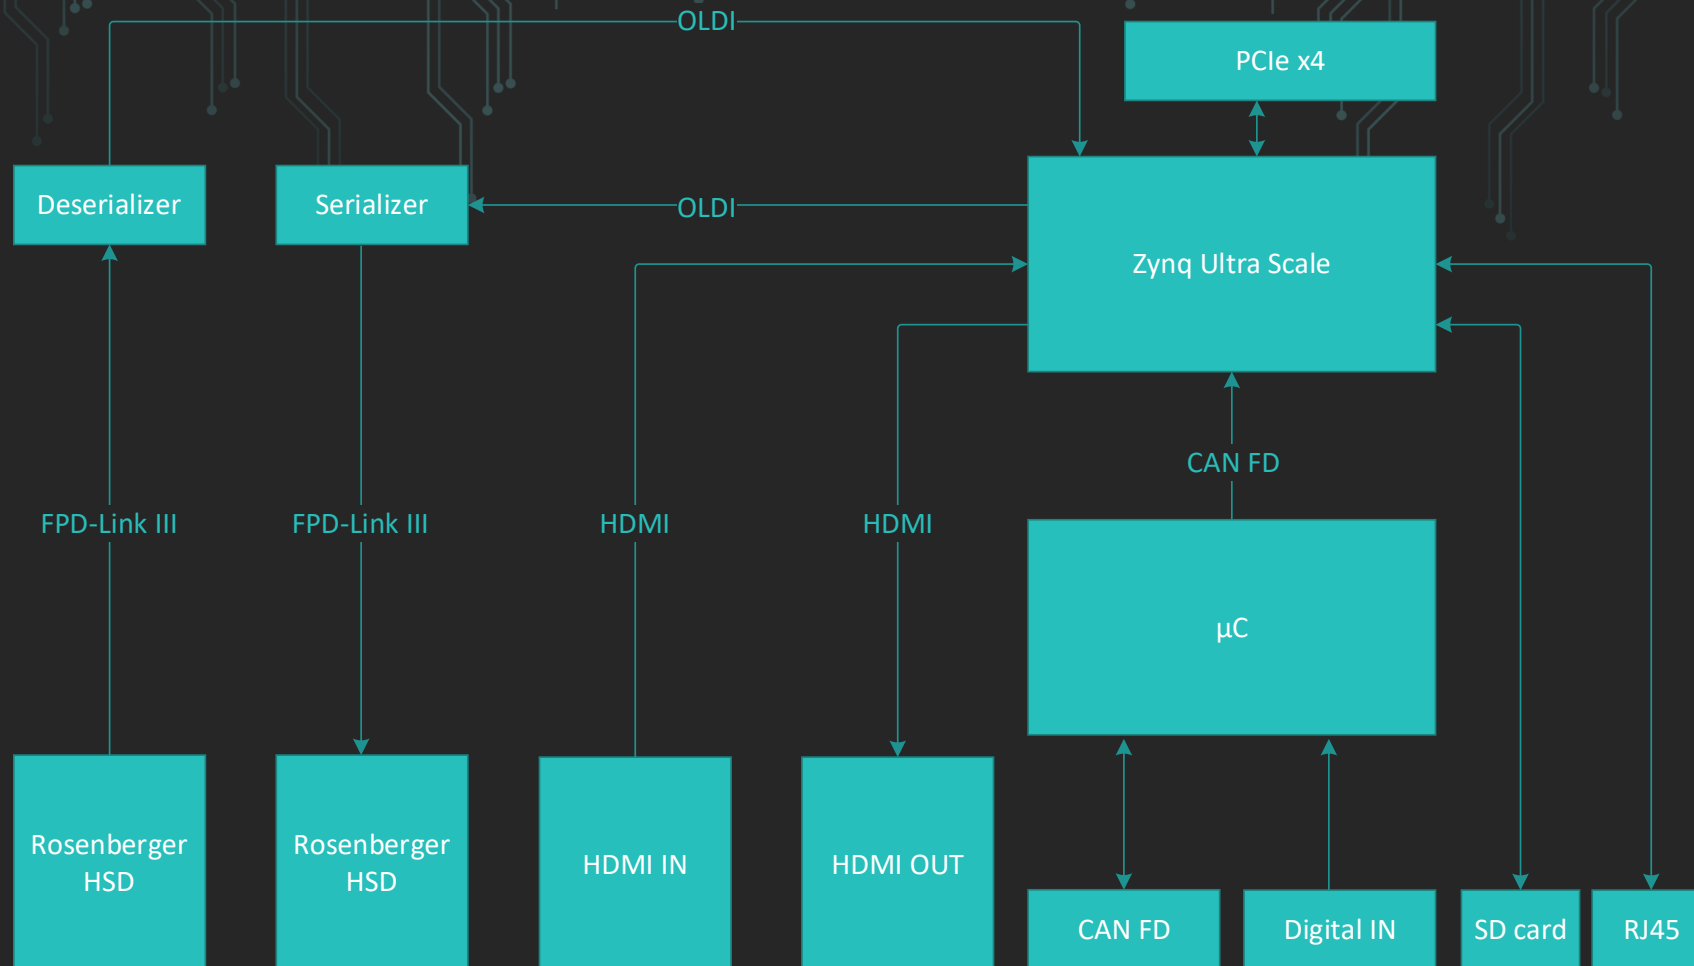 OLDI
PCIe x4
Deserializer
Serializer
OLDI
Zynq Ultra Scale
CAN FD
FPD-Link III
FPD-Link III
HDMI
HDMI
µC
Rosenberger
HSD
Rosenberger
HSD
HDMI IN
HDMI OUT
CAN FD
Digital IN
SD card
RJ45